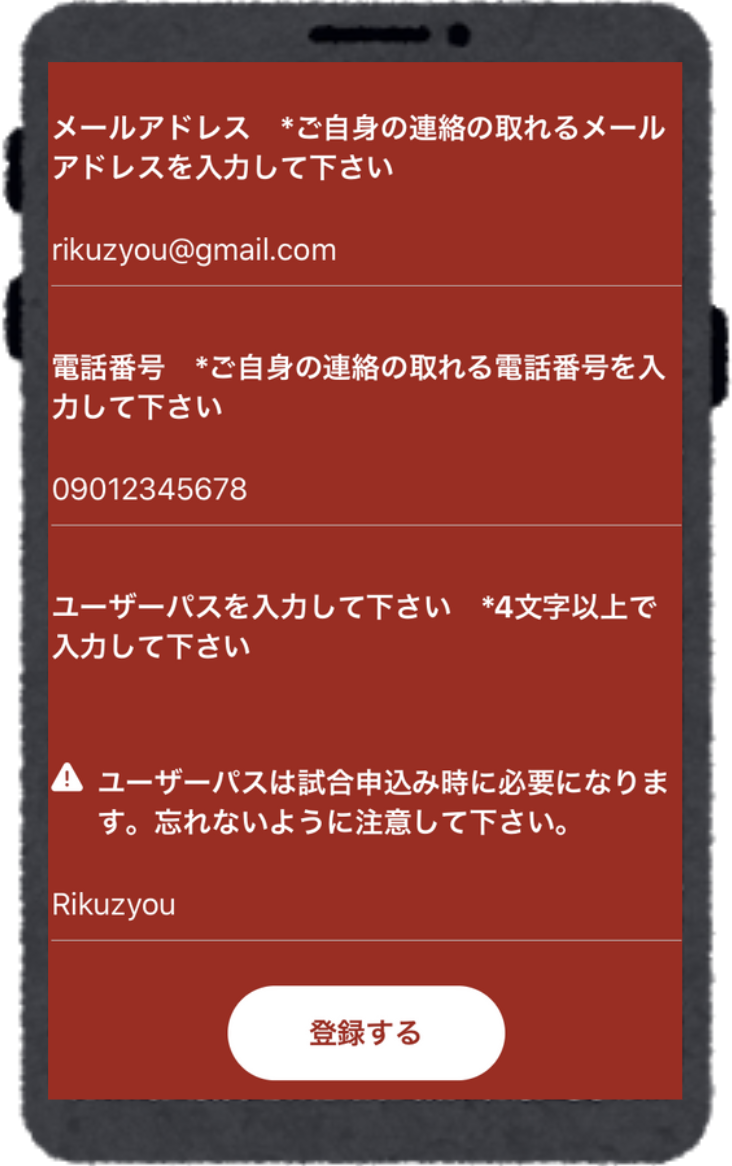 メールアドレス　*ご自身の連絡の取れるメール
アドレスを入力して下さい
rikuzyou@gmail.com
電話番号　*ご自身の連絡の取れる電話番号を入
力して下さい
09012345678
ユーザーパスを入力して下さい　*4文字以上で
入力して下さい
ユーザーパスは試合申込み時に必要になりま
す。忘れないように注意して下さい。
Rikuzyou
登録する